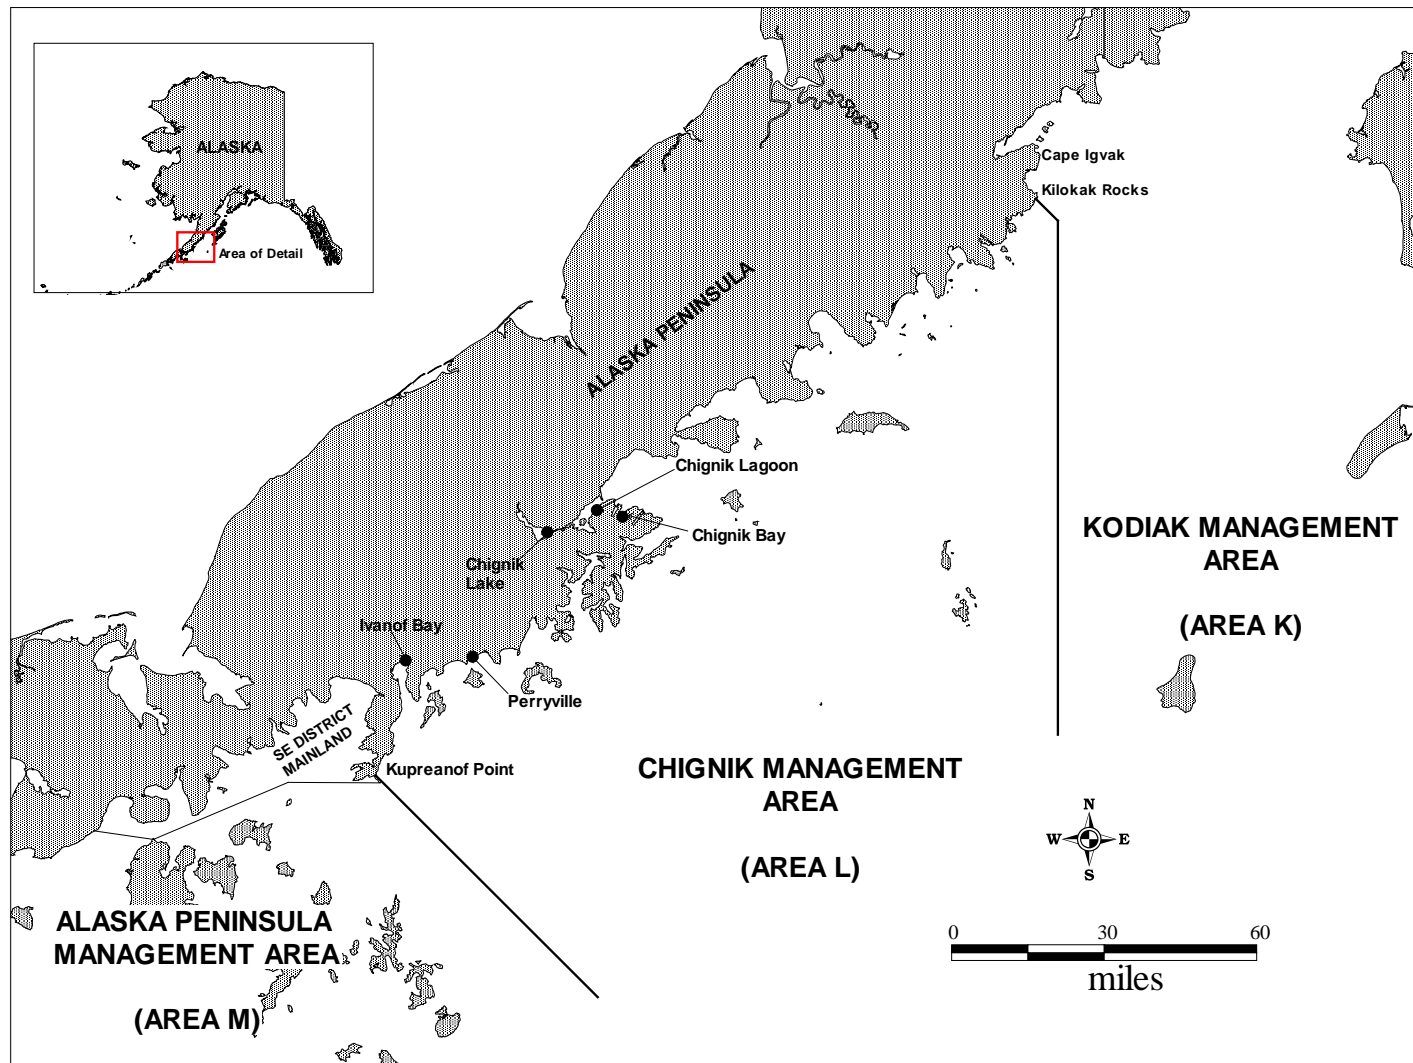 ALASKA
Area of Detail
Cape Igvak
Kilokak Rocks
ALASKA PENINSULA
Chignik Lagoon
Chignik Bay
Chignik
Lake
Ivanof Bay
Perryville
SE DISTRICT
MAINLAND
Kupreanof Point
KODIAK MANAGEMENT
AREA
(AREA K)
CHIGNIK MANAGEMENT
AREA
(AREA L)
ALASKA PENINSULA
MANAGEMENT AREA
(AREA M)
N
W E
S
0 30 60
miles